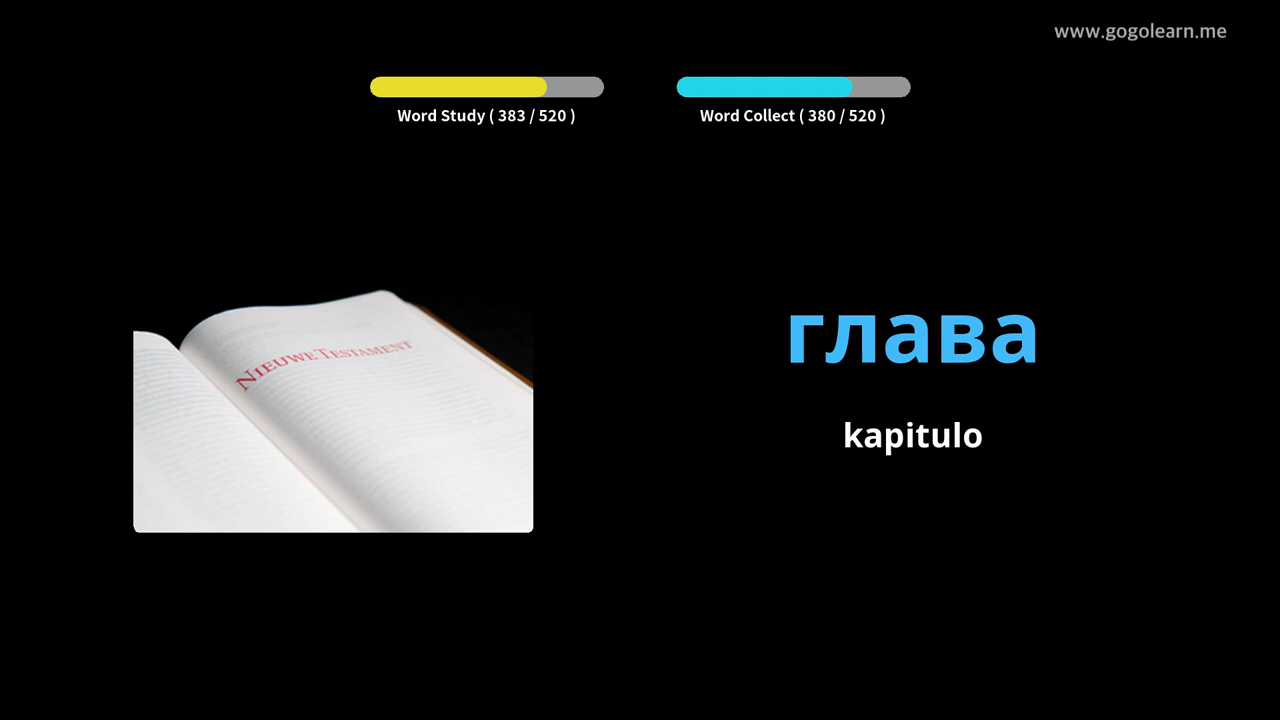 www.gogolearn.me
Word Study ( 383 / 520 )
Word Collect ( 380 / 520 )
NIEUWE TESTAMENT
глава
kapitulo